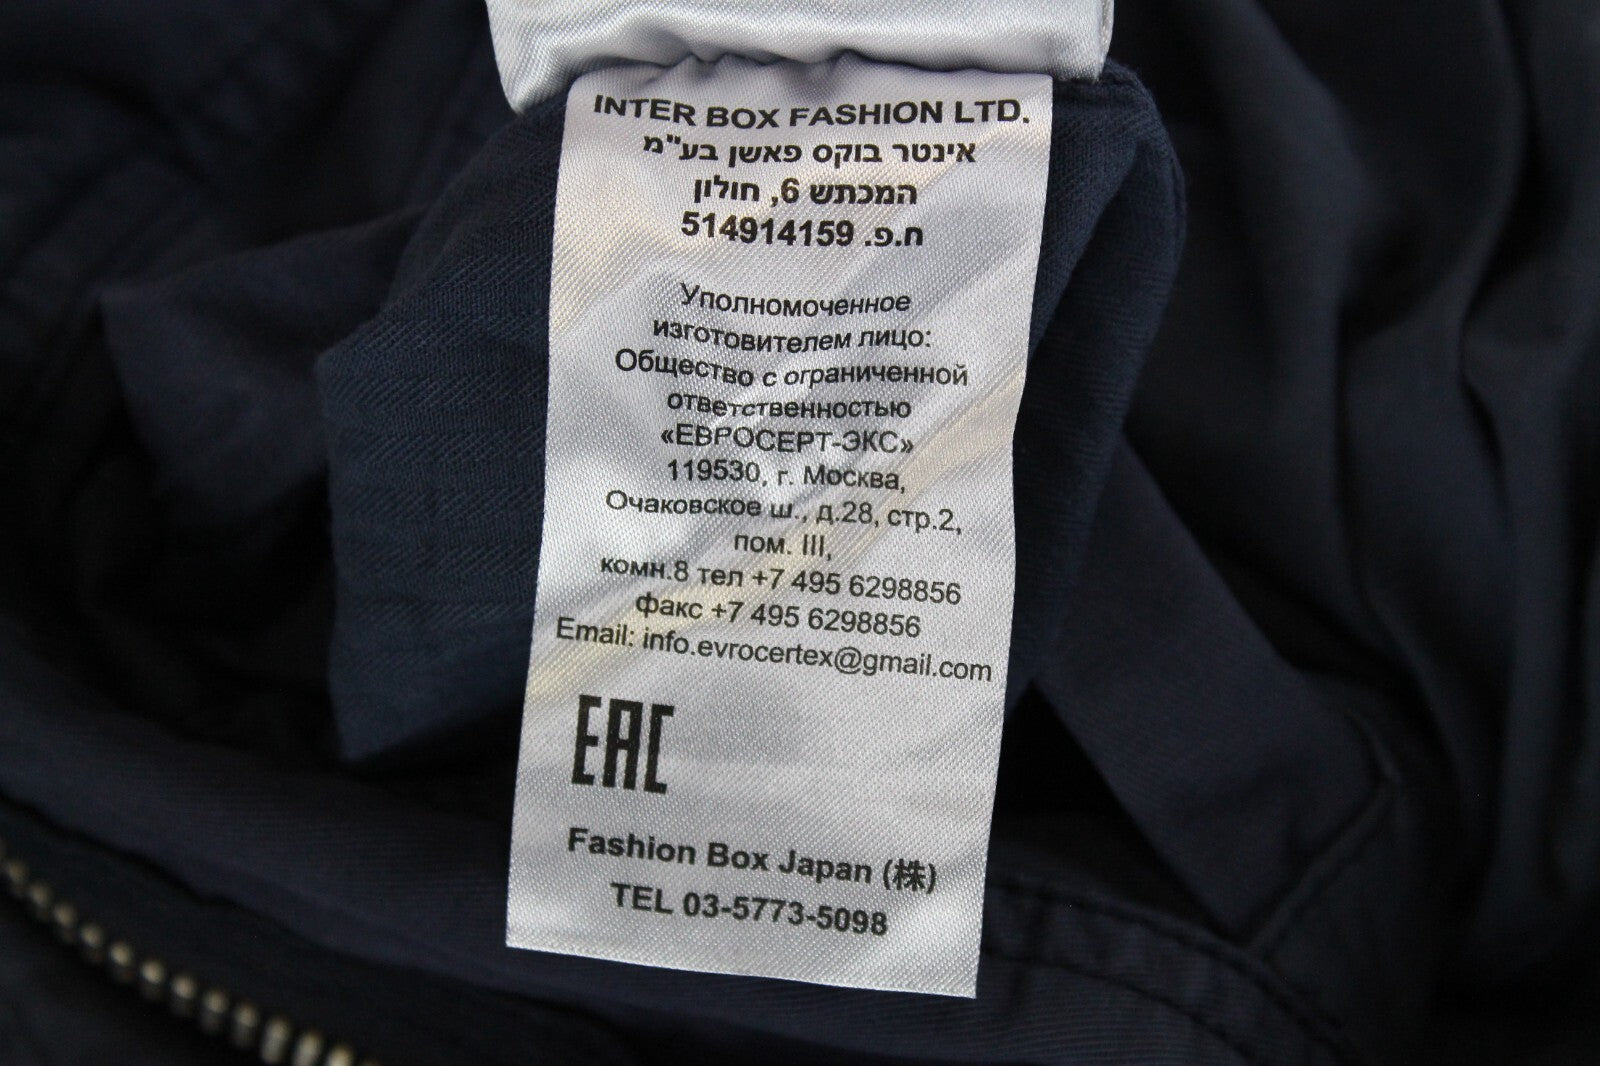 INTER BOX FASHION LTD.
אינטר בוקס פאשן בע"מ
המכתש 6, חולון
ח.פ. 514914159
Уполномоченное
изготовителем лицо:
Общество с ограниченной
ответственностью
«ЕВРОСЕРТ-ЭКС»
119530, г. Москва,
Очаковское ш., д.28, стр.2,
пом. III,
комн.8 тел +7 495 6298856
факс +7 495 6298856
Email: info.evrocertex@gmail.com
EAC
Fashion Box Japan (株)
TEL 03-5773-5098